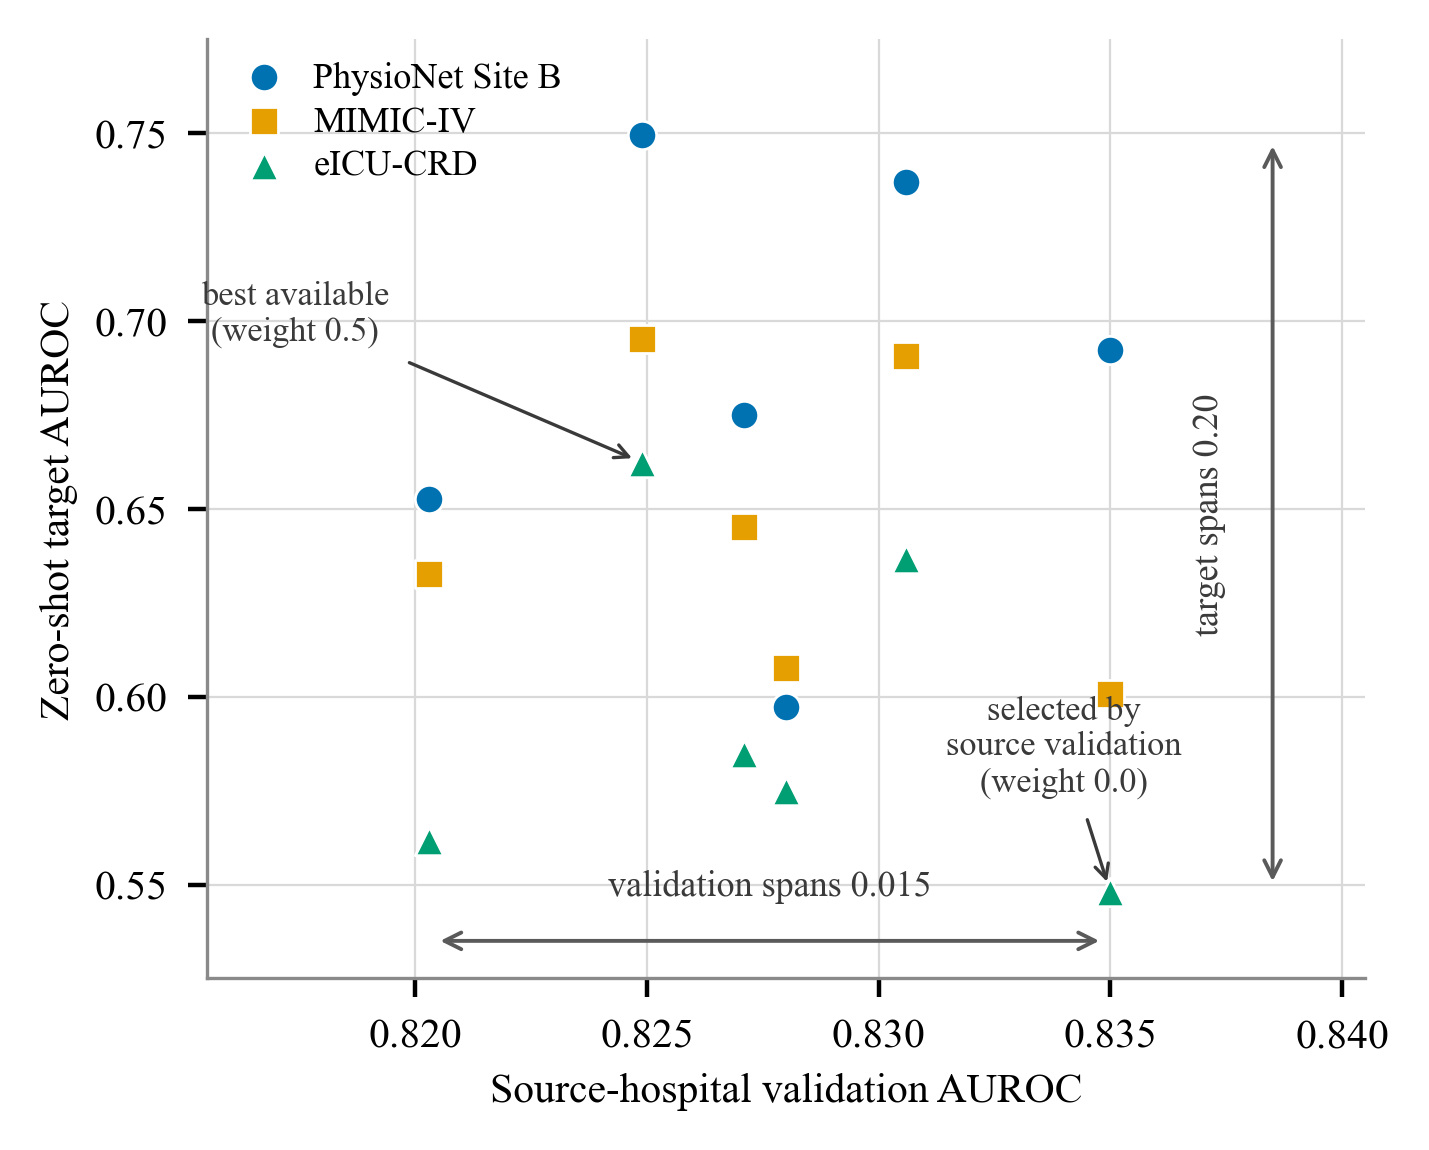 PhysioNet Site B
MIMIC-IV
eICU-CRD
0.75
0.70
0.65
0.60
0.55
Zero-shot target AUROC
best available
(weight 0.5)
target spans 0.20
selected by
source validation
(weight 0.0)
validation spans 0.015
0.820
0.825
0.830
0.835
0.840
Source-hospital validation AUROC